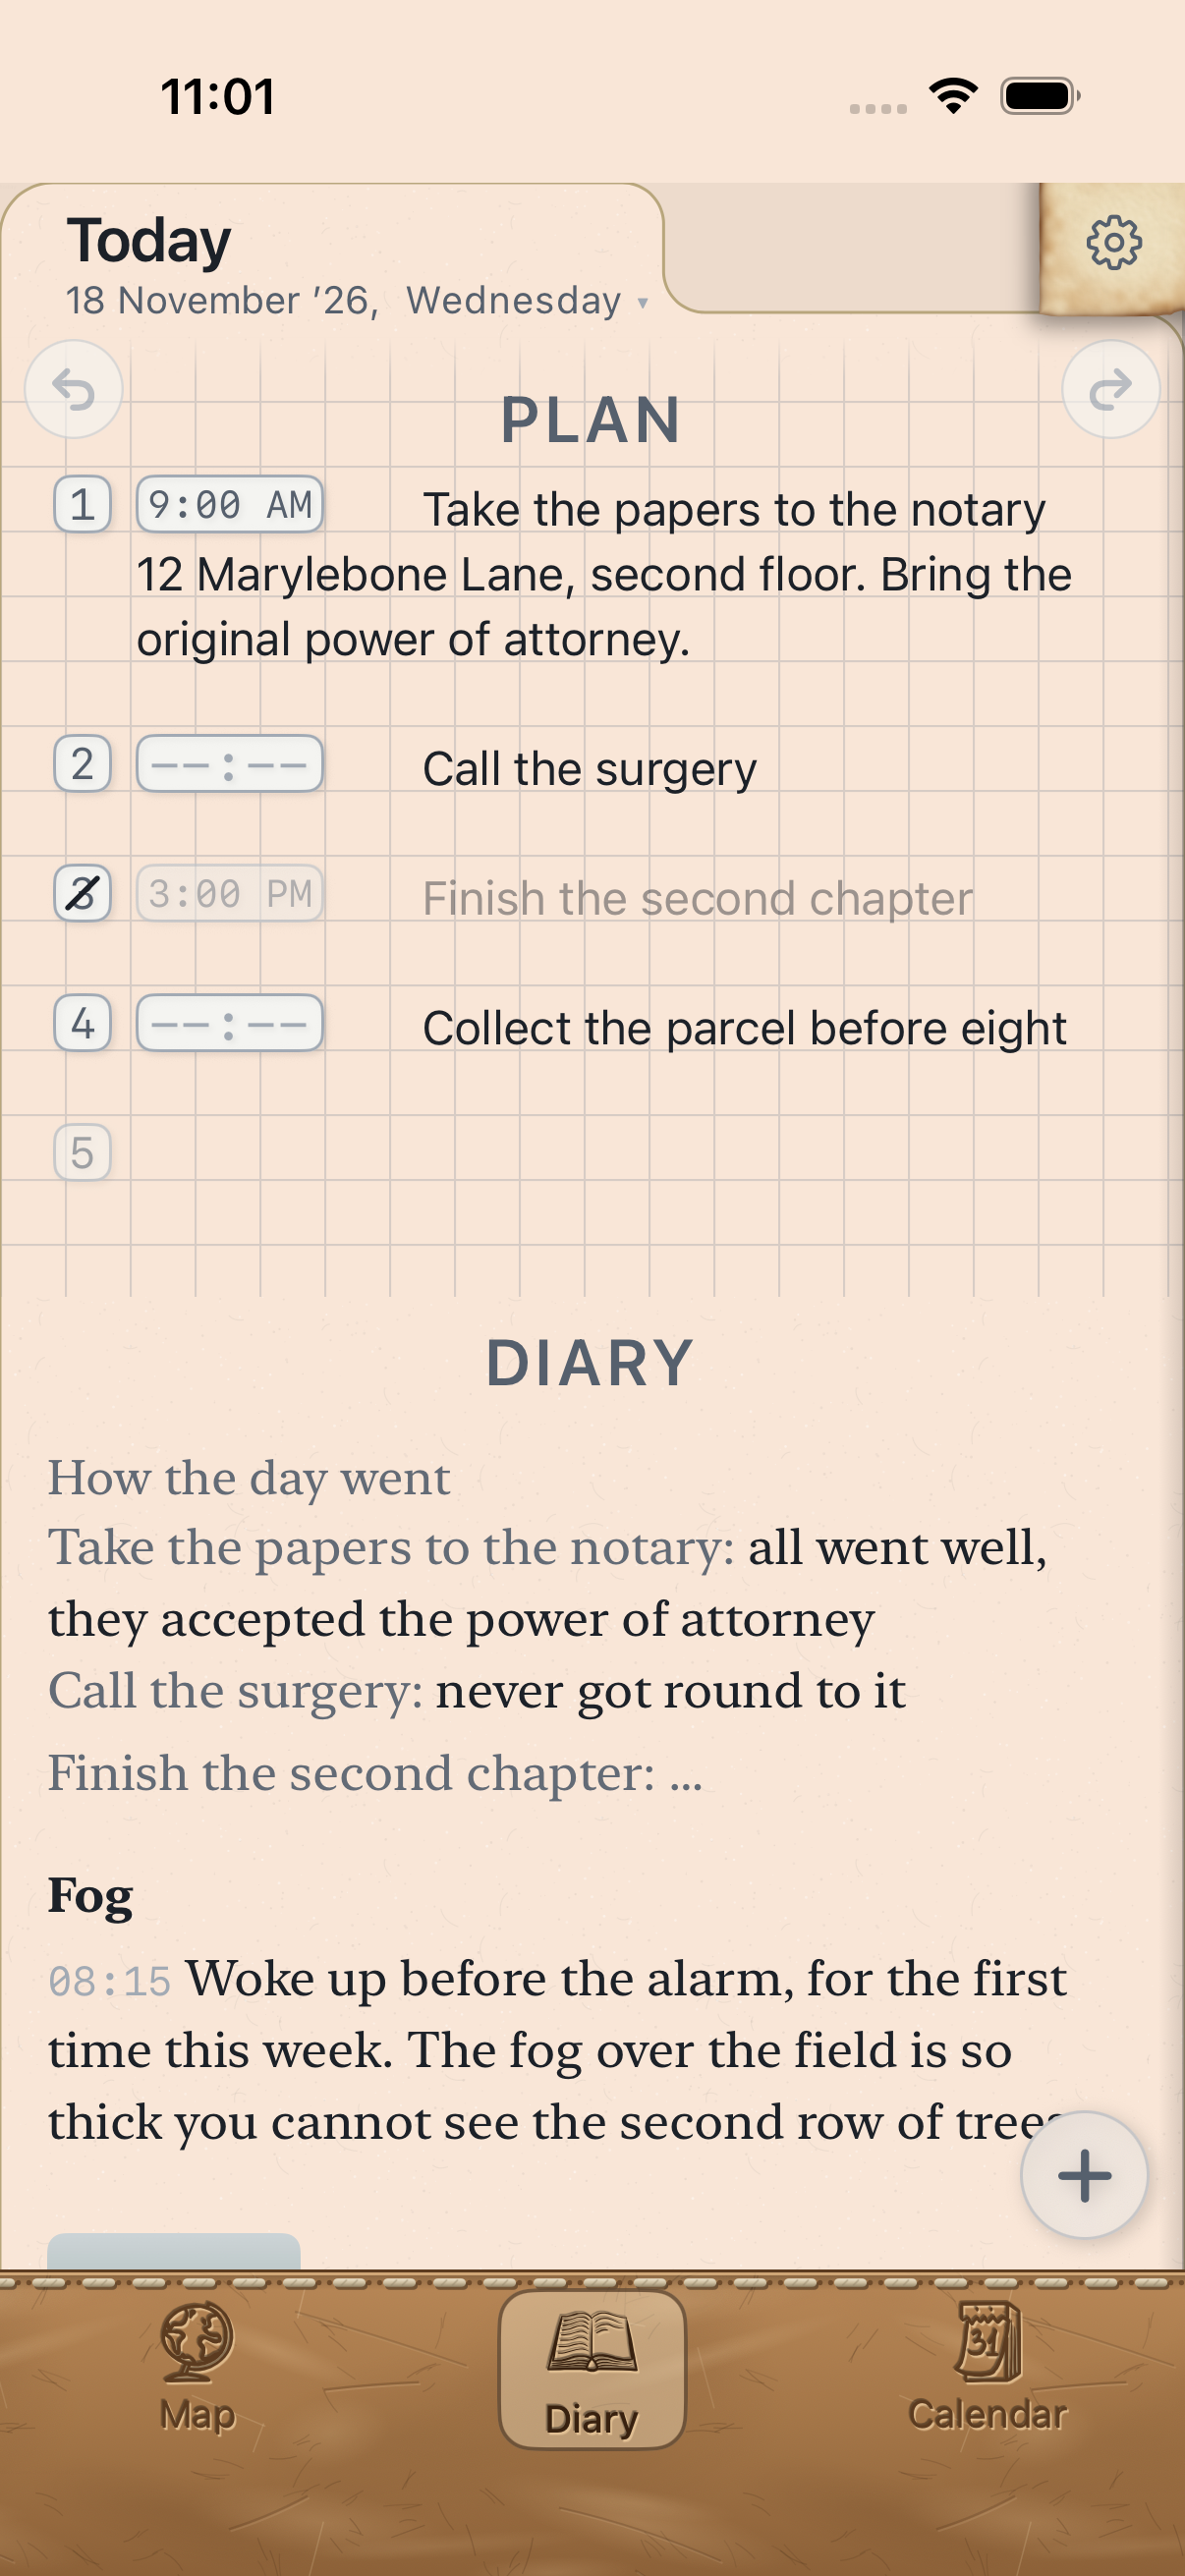 11:01
Today
18 November ’26, Wednesday ▾
PLAN
1 9:00 AM Take the papers to the notary
12 Marylebone Lane, second floor. Bring the
original power of attorney.
2 --:-- Call the surgery
3 3:00 PM Finish the second chapter
4 --:-- Collect the parcel before eight
5
DIARY
How the day went
Take the papers to the notary: all went well,
they accepted the power of attorney
Call the surgery: never got round to it
Finish the second chapter: ...
Fog
08:15 Woke up before the alarm, for the first
time this week. The fog over the field is so
thick you cannot see the second row of trees
31
Map Diary Calendar